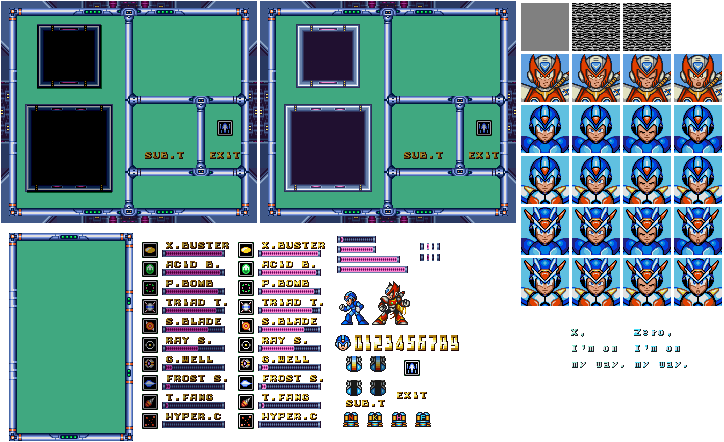 SUB.T EXIT
SUB.T EXIT
X.BUSTER X.BUSTER
ACID B. ACID B.
P.BOMB P.BOMB
TRIAD T. TRIAD T.
S.BLADE S.BLADE
RAY S. RAY S.
G.WELL G.WELL
FROST S. FROST S.
T.FANG T.FANG
HYPER.C HYPER.C
0123456789
EXIT
SUB.T
X,
I'm on
my way.
Zero,
I'm on
my way.